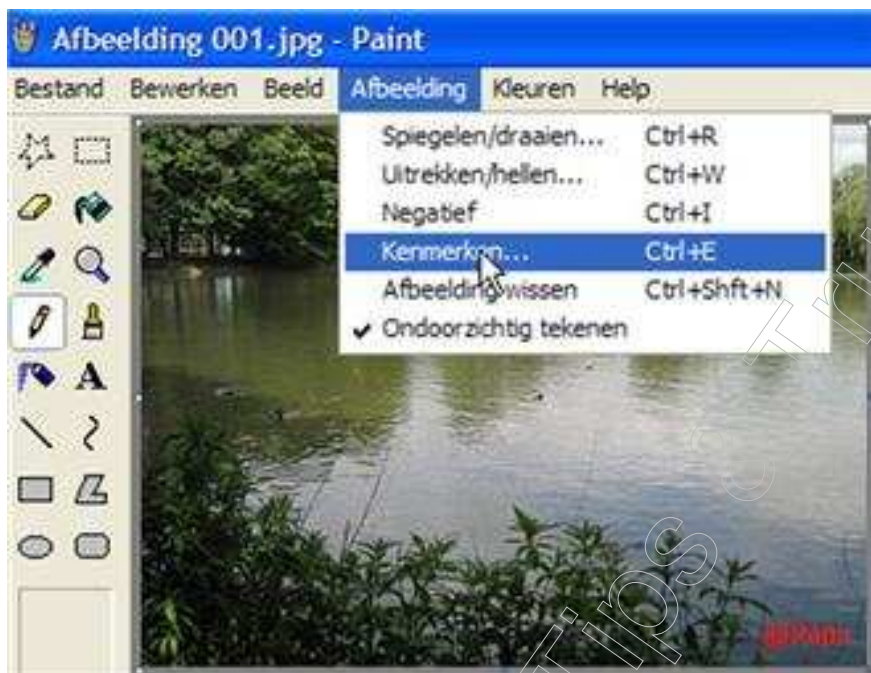 Afbeelding 001.jpg - Paint
Bestand Bewerken Beeld Afbeelding Kleuren Help
Spiegelen/draaien... Ctrl+R
Uitrekken/hellen... Ctrl+W
Negatief Ctrl+I
Kenmerken... Ctrl+E
Afbeelding wissen Ctrl+Shft+N
Ondoorzichtig tekenen
A
Tips